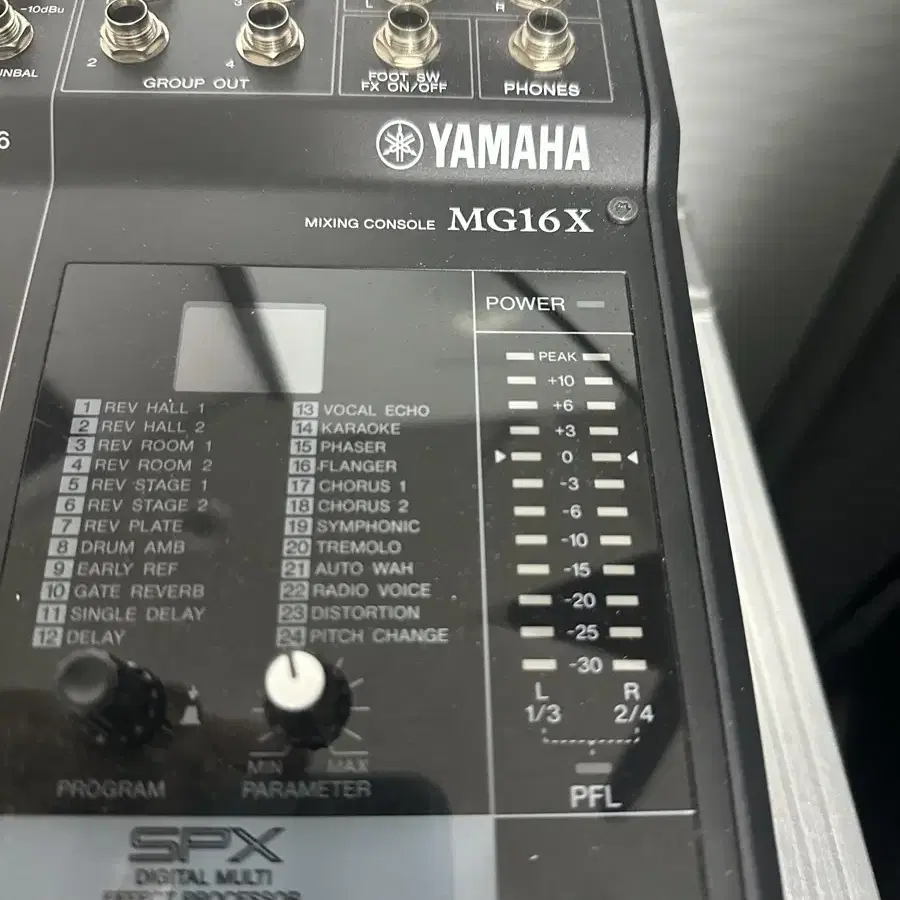 -10dBu
UNBAL
3
L
R
2
4
GROUP OUT
FOOT SW
FX ON/OFF
PHONES
6
YAMAHA
MIXING CONSOLE MG16X
POWER
PEAK
+10
+6
+3
0
-3
-6
-10
-15
-20
-25
-30
L R
1/3 2/4
PFL
1 REV HALL 1
2 REV HALL 2
3 REV ROOM 1
4 REV ROOM 2
5 REV STAGE 1
6 REV STAGE 2
7 REV PLATE
8 DRUM AMB
9 EARLY REF
10 GATE REVERB
11 SINGLE DELAY
12 DELAY
13 VOCAL ECHO
14 KARAOKE
15 PHASER
16 FLANGER
17 CHORUS 1
18 CHORUS 2
19 SYMPHONIC
20 TREMOLO
21 AUTO WAH
22 RADIO VOICE
23 DISTORTION
24 PITCH CHANGE
MIN MAX
PROGRAM PARAMETER
SPX
DIGITAL MULTI
EFFECT PROCESSOR